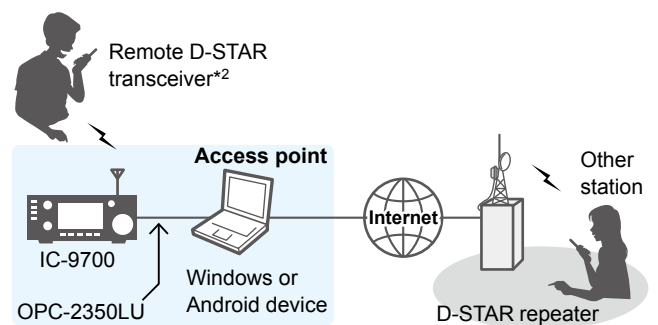 Remote D-STAR
transceiver*2
Access point
Other
station
Internet
IC-9700
Windows or
Android device
OPC-2350LU
D-STAR repeater